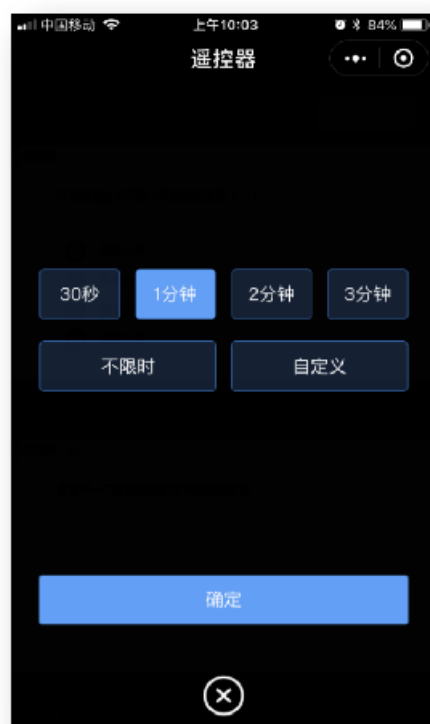 中国移动 上午10:03 84%
遥控器
30秒 1分钟 2分钟 3分钟
不限时 自定义
确定